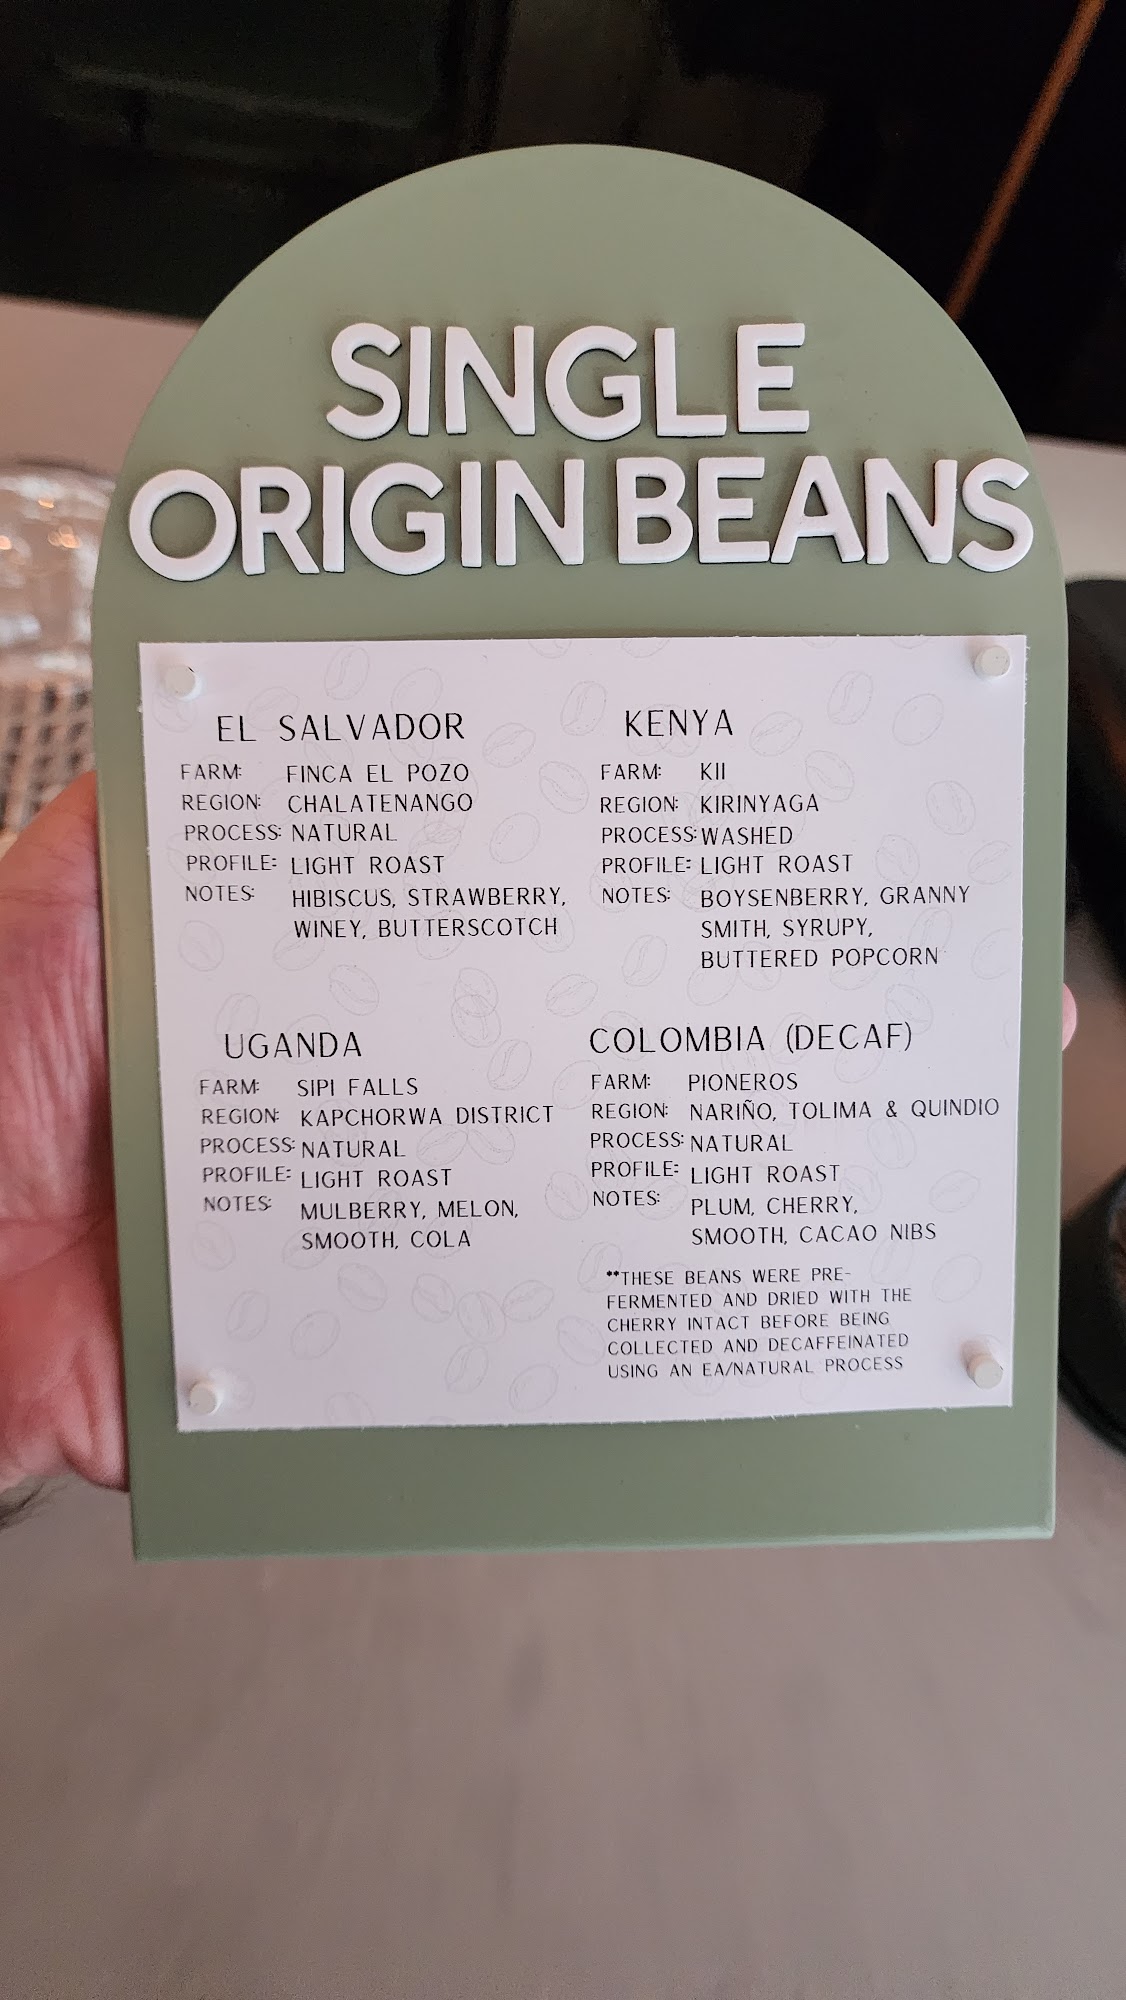 SINGLE
ORIGIN BEANS
EL SALVADOR
FARM: FINCA EL POZO
REGION: CHALATENANGO
PROCESS: NATURAL
PROFILE: LIGHT ROAST
NOTES: HIBISCUS, STRAWBERRY,
WINEY, BUTTERSCOTCH
KENYA
FARM: KII
REGION: KIRINYAGA
PROCESS: WASHED
PROFILE: LIGHT ROAST
NOTES: BOYSENBERRY, GRANNY
SMITH, SYRUPY,
BUTTERED POPCORN
UGANDA
FARM: SIPI FALLS
REGION: KAPCHORWA DISTRICT
PROCESS: NATURAL
PROFILE: LIGHT ROAST
NOTES: MULBERRY, MELON,
SMOOTH, COLA
COLOMBIA (DECAF)
FARM: PIONEROS
REGION: NARIÑO, TOLIMA & QUINDIO
PROCESS: NATURAL
PROFILE: LIGHT ROAST
NOTES: PLUM, CHERRY,
SMOOTH, CACAO NIBS
**THESE BEANS WERE PRE-
FERMENTED AND DRIED WITH THE
CHERRY INTACT BEFORE BEING
COLLECTED AND DECAFFEINATED
USING AN EA/NATURAL PROCESS